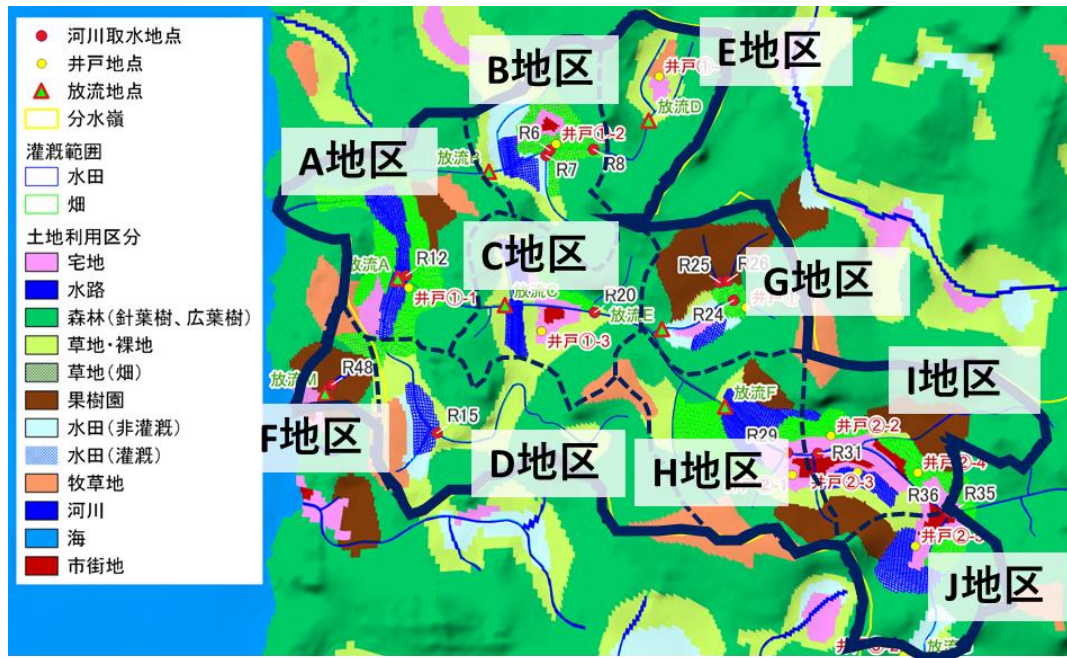 河川取水地点
井戸地点
放流地点
分水嶺
灌漑範囲
水田
畑
土地利用区分
宅地
水路
森林(針葉樹、広葉樹)
草地・裸地
草地(畑)
果樹園
水田(非灌漑)
水田(灌漑)
牧草地
河川
海
市街地
B地区
E地区
井戸①
放流D
R6
井戸①-2
R7
R8
A地区
放流
C地区
放流A
R12
井戸①-1
放流C
R20
井戸①-3
放流E
R25
R26
G地区
R24
R48
放流M
F地区
R15
D地区
放流F
I地区
R29
井戸②-2
H地区
R31
井戸②-3
井戸②-4
R36
R35
J地区